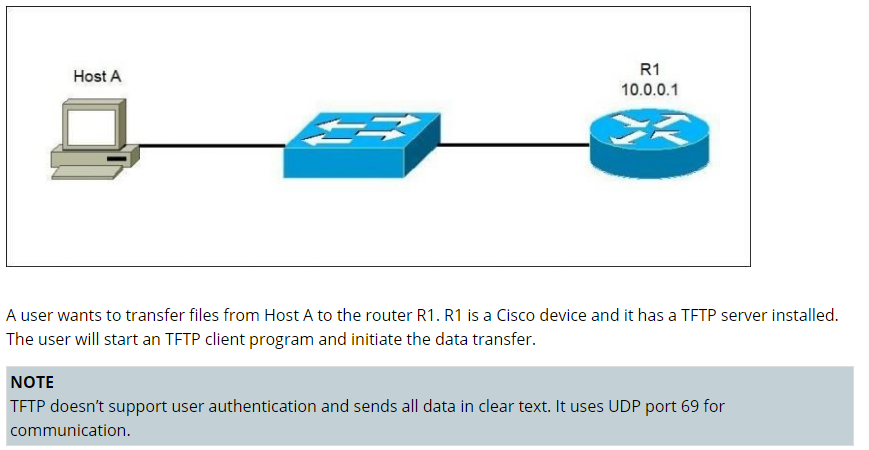 Host A
R1
10.0.0.1
A user wants to transfer files from Host A to the router R1. R1 is a Cisco device and it has a TFTP server installed.
The user will start an TFTP client program and initiate the data transfer.
NOTE
TFTP doesn’t support user authentication and sends all data in clear text. It uses UDP port 69 for
communication.